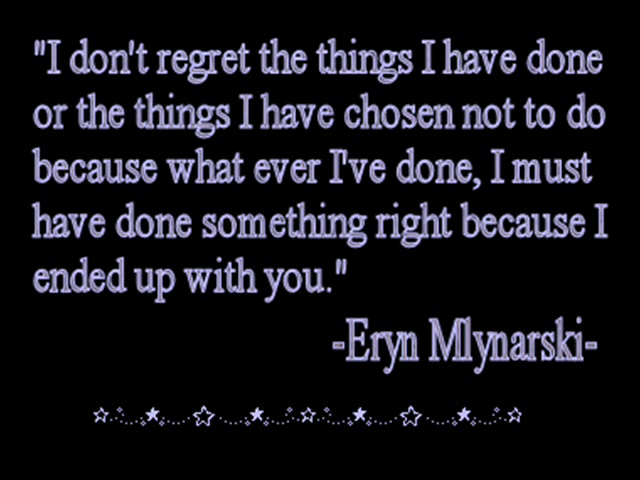 "I don't regret the things I have done
or the things I have chosen not to do
because what ever I've done, I must
have done something right because I
ended up with you."
-Eryn Mlynarski-